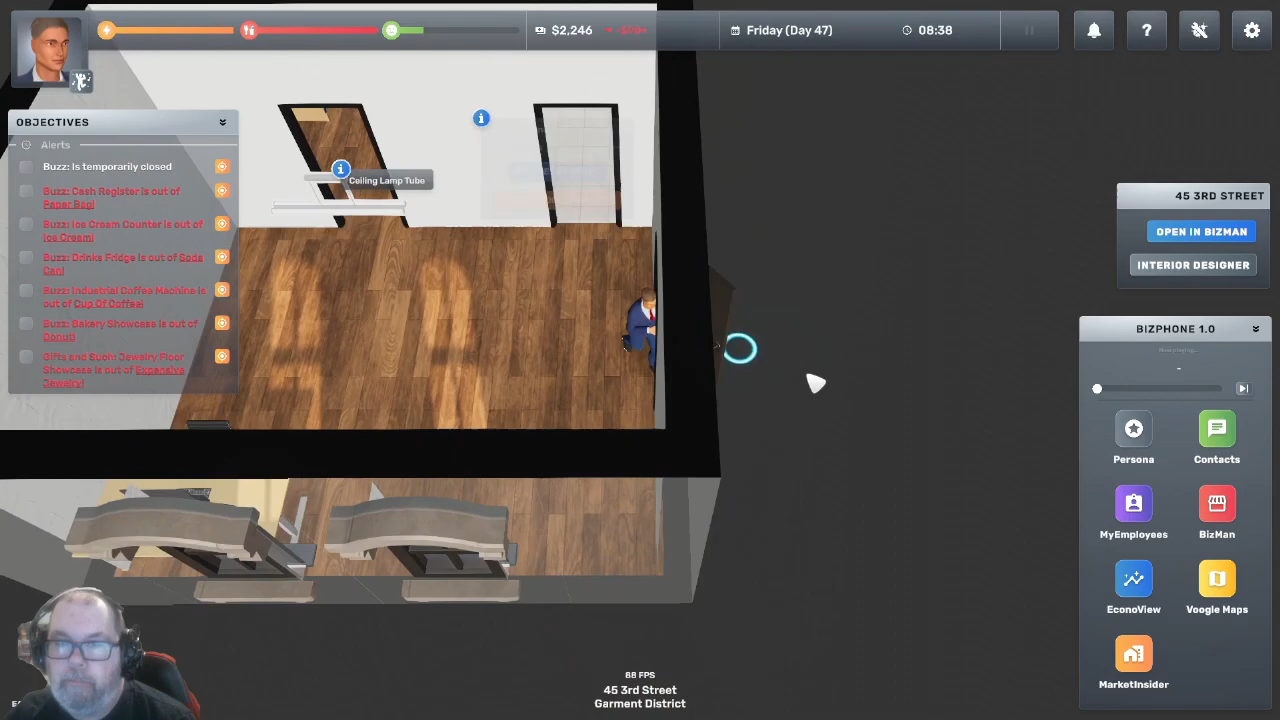 $2,246
Friday (Day 47)
08:38
OBJECTIVES
Alerts
Buzz: Is temporarily closed
Buzz: Cash Register is out of
Paper Bag!
Buzz: Ice Cream Counter is out of
Ice Cream!
Buzz: Drinks Fridge is out of Soda
Can!
Buzz: Industrial Coffee Machine is
out of Cup Of Coffee!
Buzz: Bakery Showcase is out of
Donut!
Gifts and Such: Jewelry Floor
Showcase is out of Expensive
Jewelry!
Ceiling Lamp Tube
45 3RD STREET
OPEN IN BIZMAN
INTERIOR DESIGNER
BIZPHONE 1.0
Now playing...
-
Persona
Contacts
MyEmployees
BizMan
EconoView
Voogle Maps
MarketInsider
88 FPS
45 3rd Street
Garment District